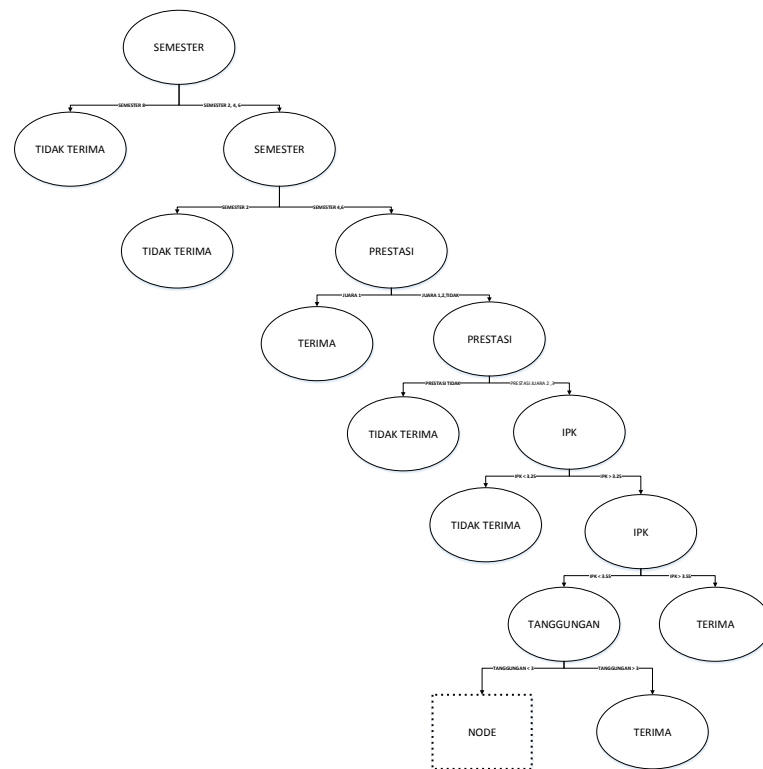 SEMESTER
SEMESTER 8
SEMESTER 2, 4, 6
TIDAK TERIMA
SEMESTER
SEMESTER 2
SEMESTER 4,6
TIDAK TERIMA
PRESTASI
JUARA 1
JUARA 1,2,TIDAK
TERIMA
PRESTASI
PRESTASI TIDAK
PRESTASI JUARA 2 ,3
TIDAK TERIMA
IPK
IPK < 3.25
IPK > 3.25
TIDAK TERIMA
IPK
IPK < 3.55
IPK > 3.55
TANGGUNGAN
TERIMA
TANGGUNGAN < 3
TANGGUNGAN > 3
NODE
TERIMA